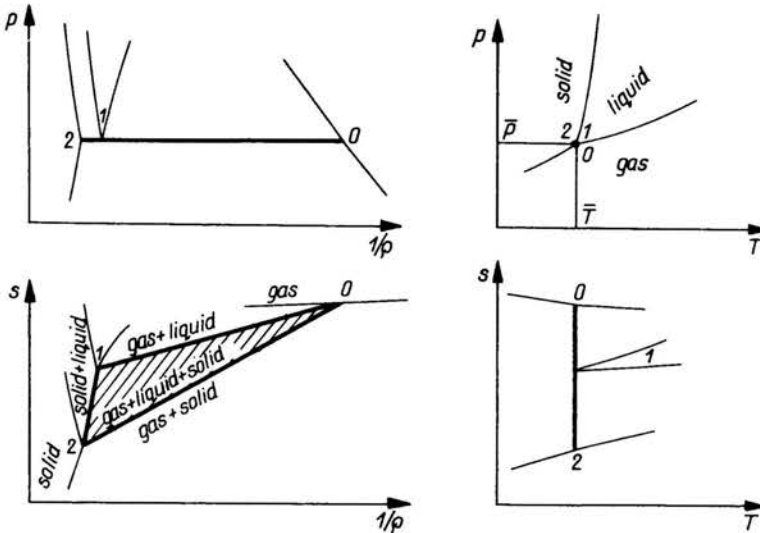 p
1
2
0
1/ρ
p
solid
liquid
p̅
2 1
0
gas
T̅
T
s
gas
0
gas+liquid
solid+liquid
1
gas+liquid+solid
gas+solid
2
solid
1/ρ
s
0
1
2
T